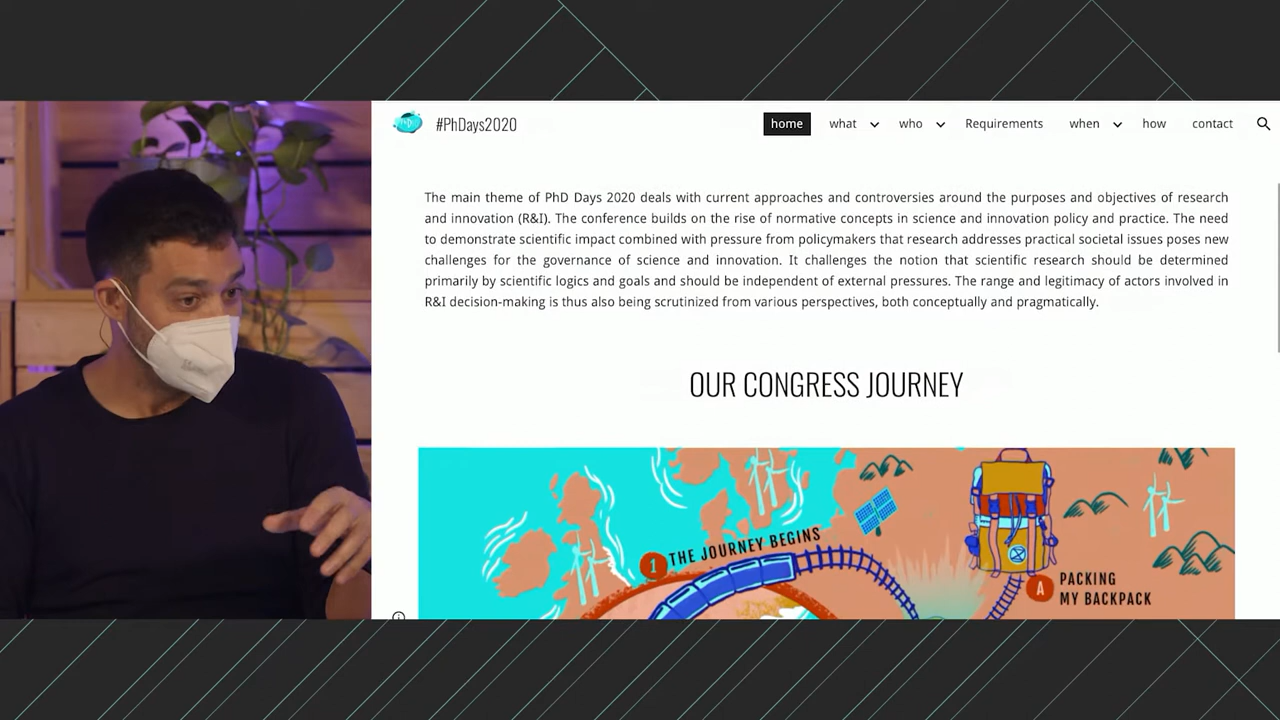 #PhDays2020
home what who Requirements when how contact
The main theme of PhD Days 2020 deals with current approaches and controversies around the purposes and objectives of research
and innovation (R&I). The conference builds on the rise of normative concepts in science and innovation policy and practice. The need
to demonstrate scientific impact combined with pressure from policymakers that research addresses practical societal issues poses new
challenges for the governance of science and innovation. It challenges the notion that scientific research should be determined
primarily by scientific logics and goals and should be independent of external pressures. The range and legitimacy of actors involved in
R&I decision-making is thus also being scrutinized from various perspectives, both conceptually and pragmatically.
OUR CONGRESS JOURNEY
1 THE JOURNEY BEGINS
A PACKING
MY BACKPACK